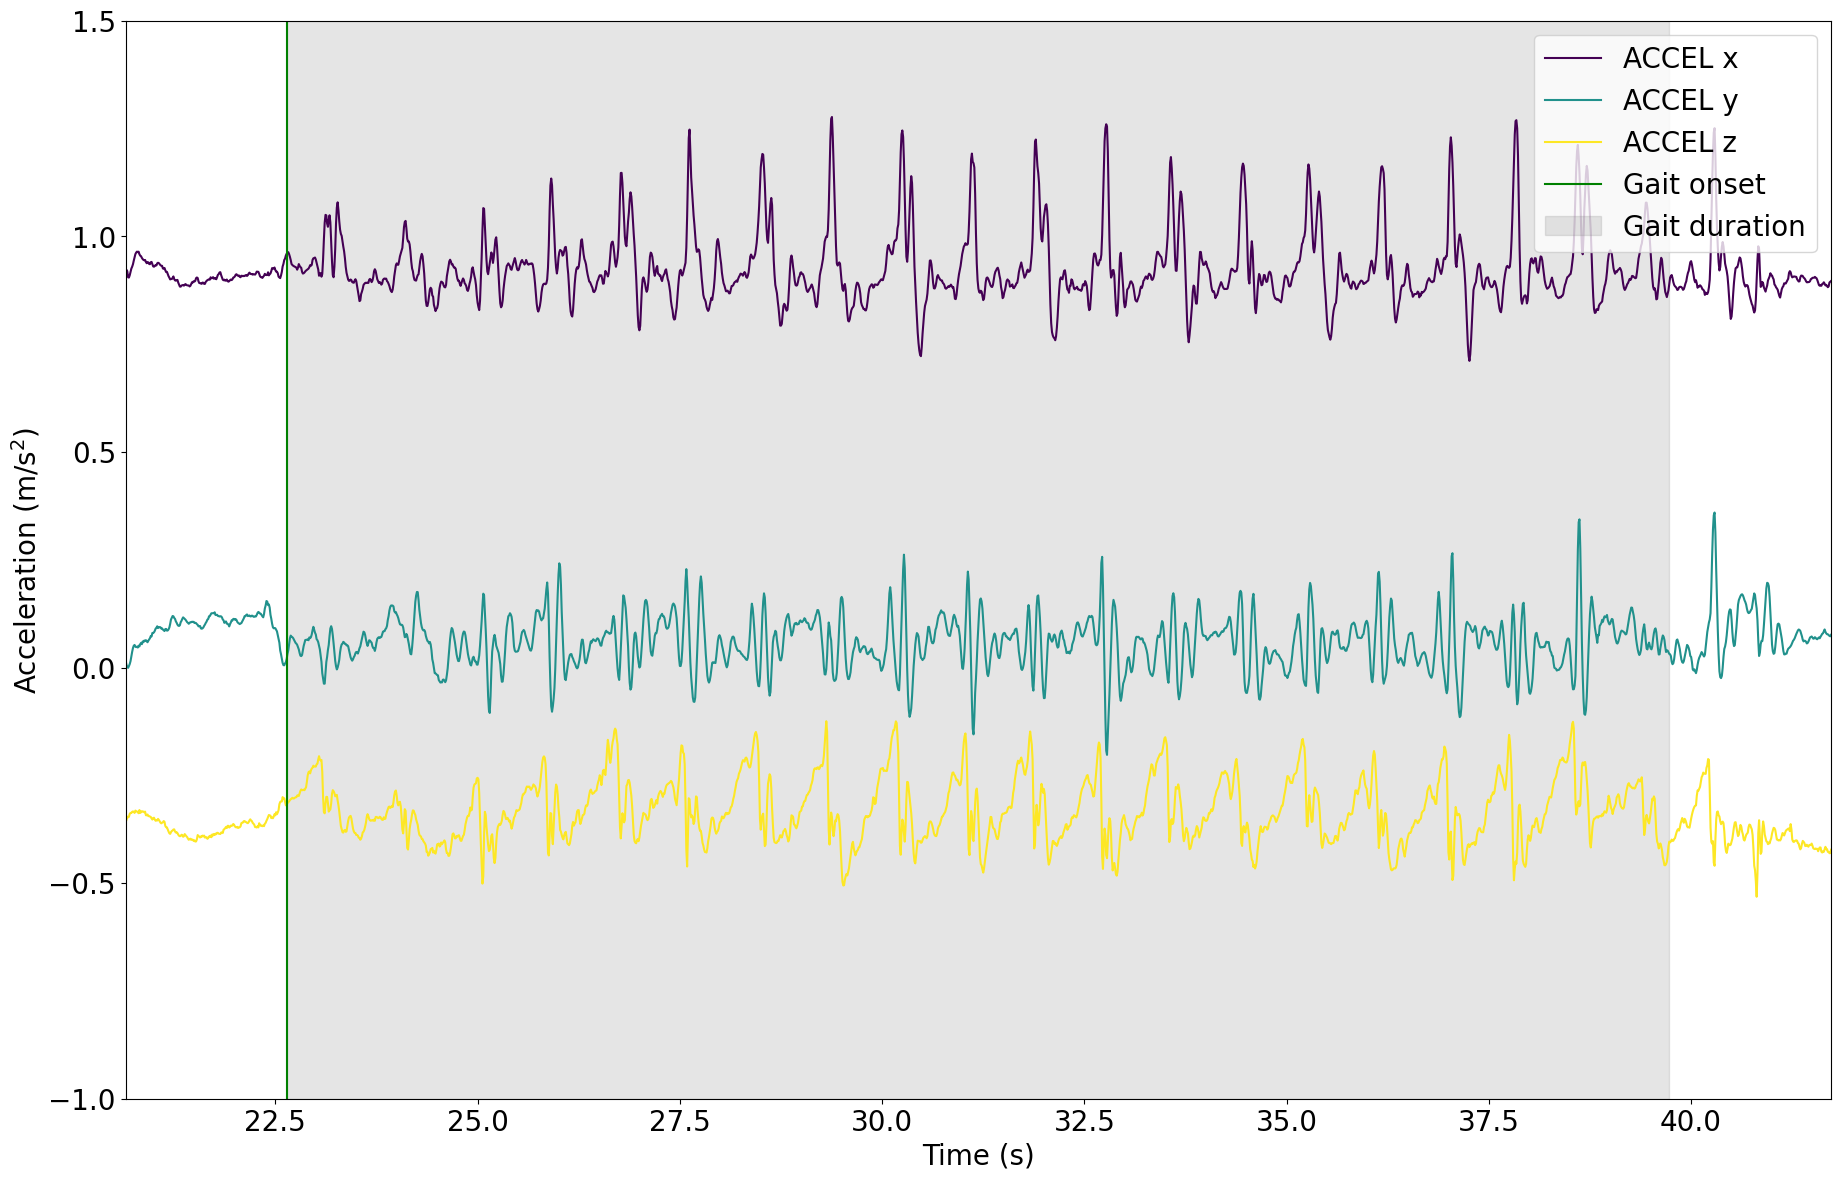 1.5
1.0
0.5
0.0
−0.5
−1.0
Acceleration (m/s²)
ACCEL x
ACCEL y
ACCEL z
Gait onset
Gait duration
22.5 25.0 27.5 30.0 32.5 35.0 37.5 40.0
Time (s)